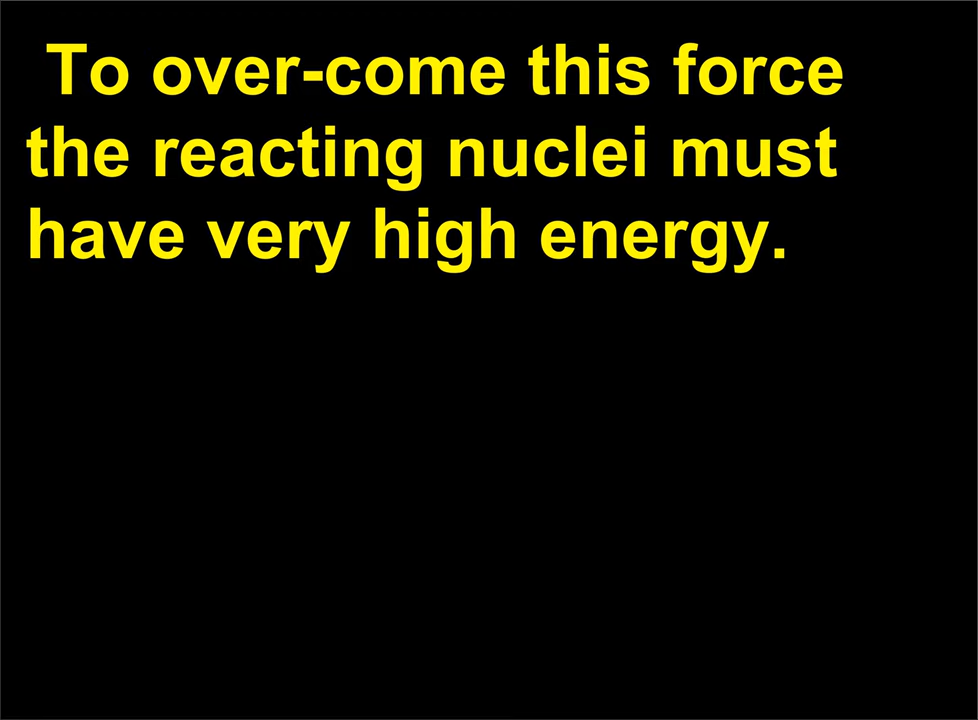 To over-come this force
the reacting nuclei must
have very high energy.